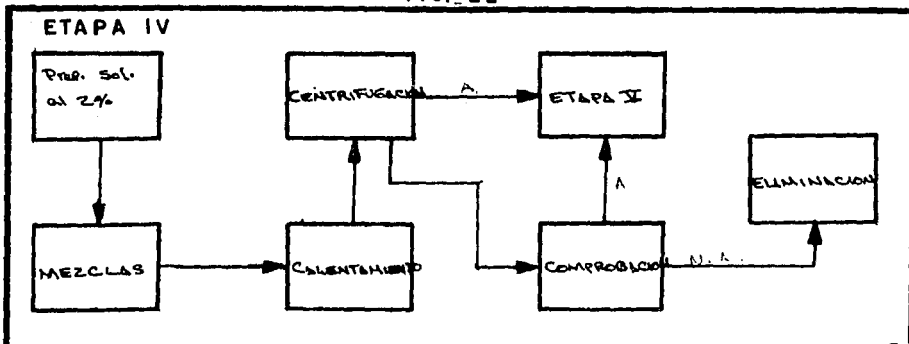 ETAPA IV
Prep. Sol.
al 2%
CENTRIFUGACION
A.
ETAPA V
ELIMINACION
A
MEZCLAS
CALENTAMIENTO
COMPROBACION
N.A.